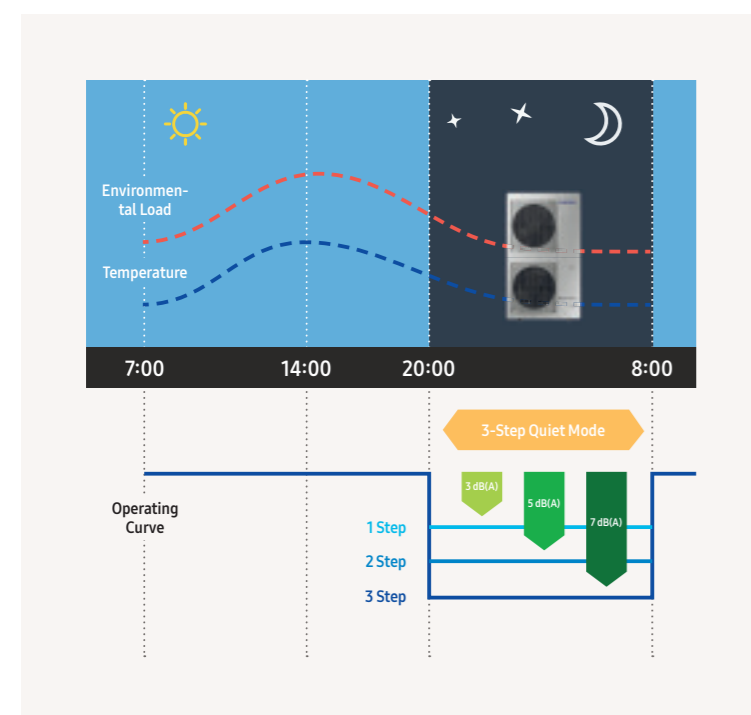 Environmen-
tal Load
Temperature
7:00 14:00 20:00 8:00
3-Step Quiet Mode
3 dB(A)
5 dB(A)
7 dB(A)
Operating
Curve
1 Step
2 Step
3 Step